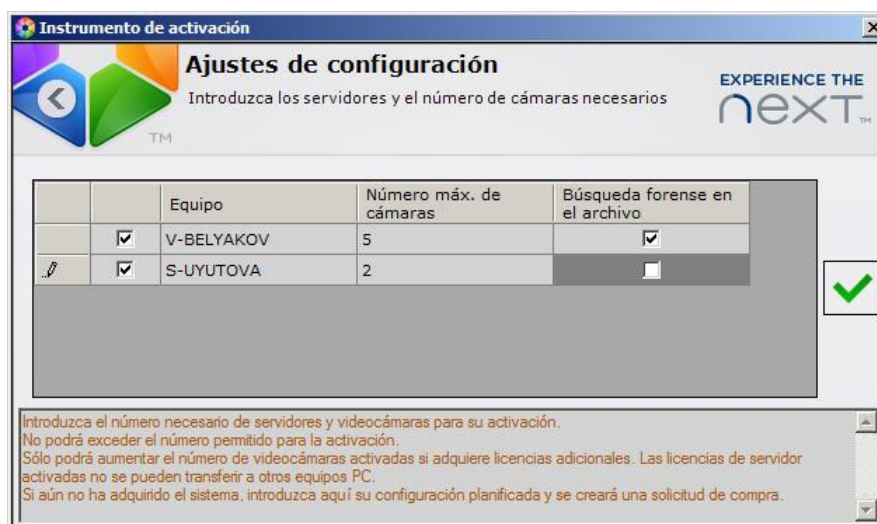 Instrumento de activación
Ajustes de configuración
Introduzca los servidores y el número de cámaras necesarios
EXPERIENCE THE
next™
TM
Equipo
Número máx. de
cámaras
Búsqueda forense en
el archivo
V-BELYAKOV 5
S-UYUTOVA 2
Introduzca el número necesario de servidores y videocámaras para su activación.
No podrá exceder el número permitido para la activación.
Sólo podrá aumentar el número de videocámaras activadas si adquiere licencias adicionales. Las licencias de servidor
activadas no se pueden transferir a otros equipos PC.
Si aún no ha adquirido el sistema, introduzca aquí su configuración planificada y se creará una solicitud de compra.